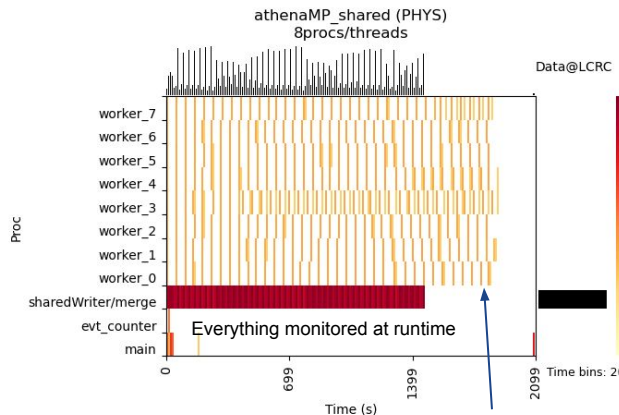 athenaMP_shared (PHYS)
8procs/threads
Data@LCRC
worker_7
worker_6
worker_5
worker_4
worker_3
worker_2
worker_1
worker_0
sharedWriter/merge
evt_counter
main
Proc
Everything monitored at runtime
0
699
1399
2099
Time (s)
Time bins: 20